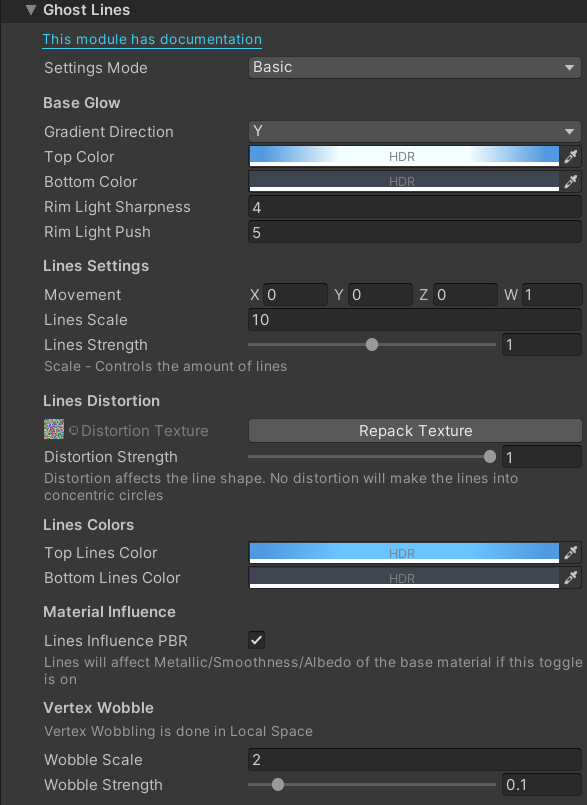 Ghost Lines
This module has documentation
Settings Mode Basic
Base Glow
Gradient Direction Y
Top Color HDR
Bottom Color HDR
Rim Light Sharpness 4
Rim Light Push 5
Lines Settings
Movement X 0 Y 0 Z 0 W 1
Lines Scale 10
Lines Strength 1
Scale - Controls the amount of lines
Lines Distortion
Distortion Texture Repack Texture
Distortion Strength 1
Distortion affects the line shape. No distortion will make the lines into
concentric circles
Lines Colors
Top Lines Color HDR
Bottom Lines Color HDR
Material Influence
Lines Influence PBR
Lines will affect Metallic/Smoothness/Albedo of the base material if this toggle
is on
Vertex Wobble
Vertex Wobbling is done in Local Space
Wobble Scale 2
Wobble Strength 0.1